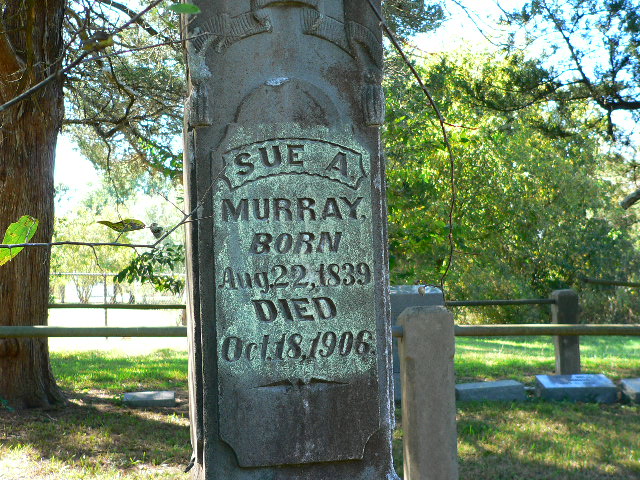 SUE A.
MURRAY.
BORN
Aug. 22, 1839
DIED
Oct. 18, 1906.